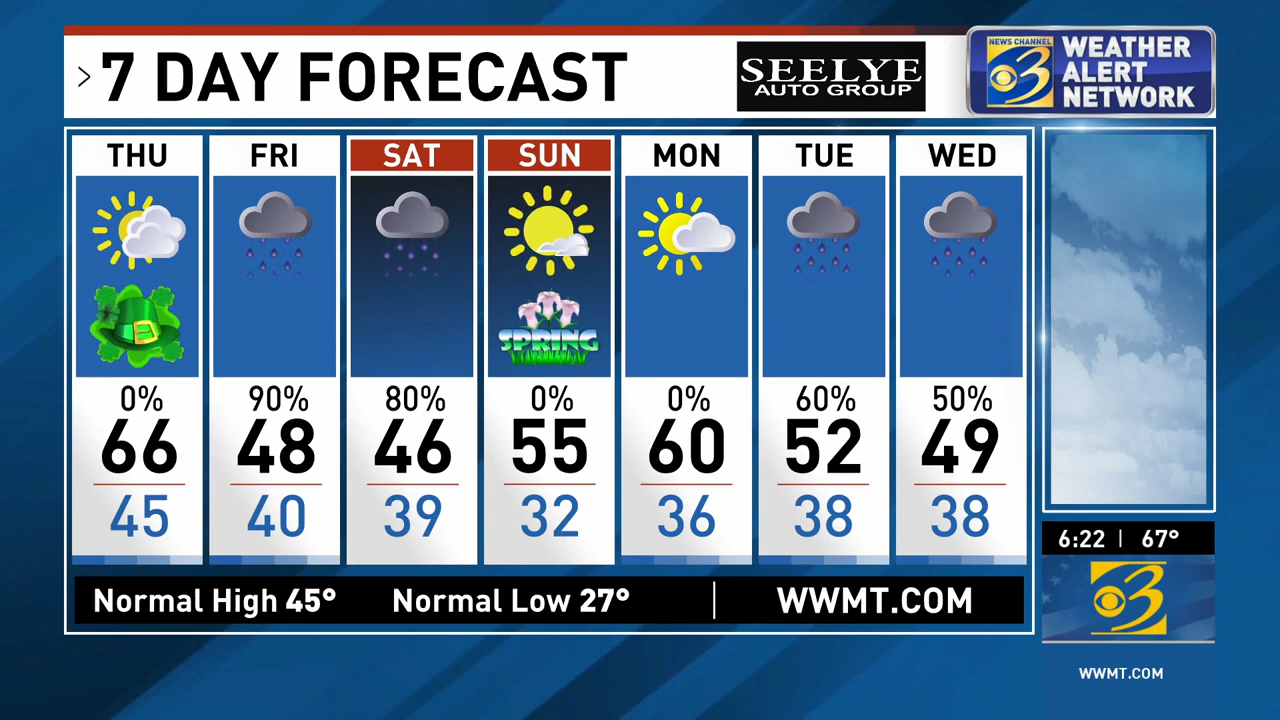 > 7 DAY FORECAST
SEELYE
AUTO GROUP
NEWS CHANNEL
3
WEATHER
ALERT
NETWORK
THU FRI SAT SUN MON TUE WED
SPRING
0% 90% 80% 0% 0% 60% 50%
66 48 46 55 60 52 49
45 40 39 32 36 38 38
Normal High 45° Normal Low 27° | WWMT.COM
6:22 | 67°
3
WWMT.COM